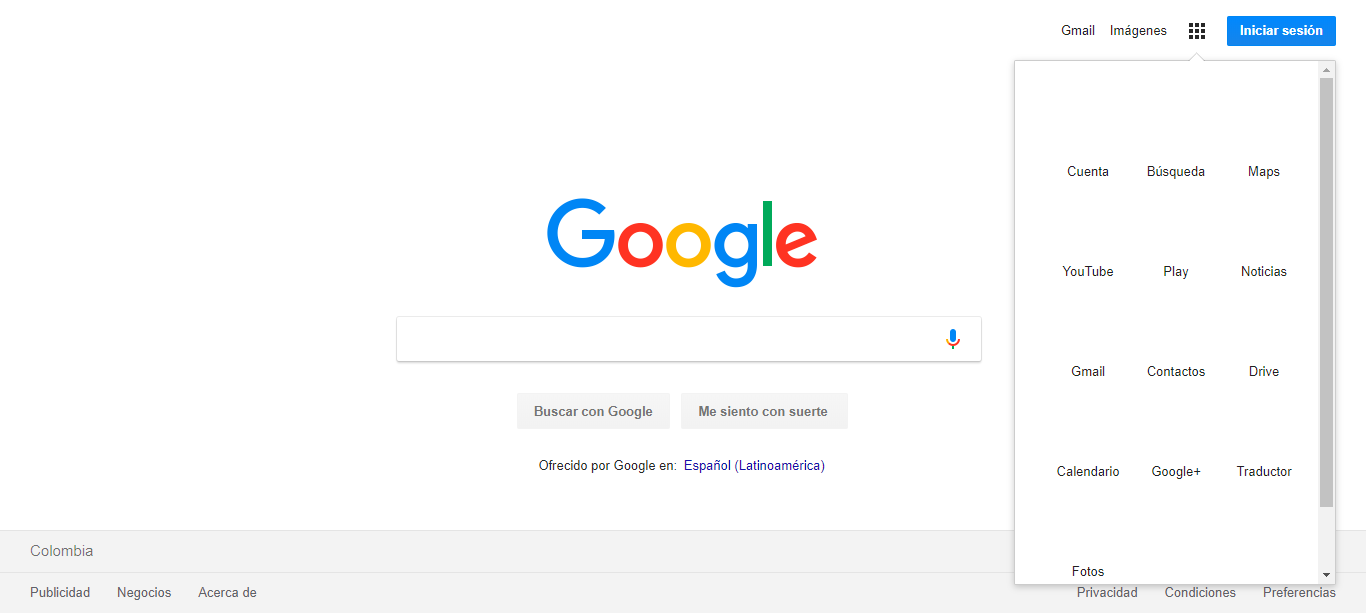 Gmail Imágenes Iniciar sesión
Google
Cuenta Búsqueda Maps
YouTube Play Noticias
Gmail Contactos Drive
Calendario Google+ Traductor
Fotos
Buscar con Google Me siento con suerte
Ofrecido por Google en: Español (Latinoamérica)
Colombia
Publicidad Negocios Acerca de Privacidad Condiciones Preferencias